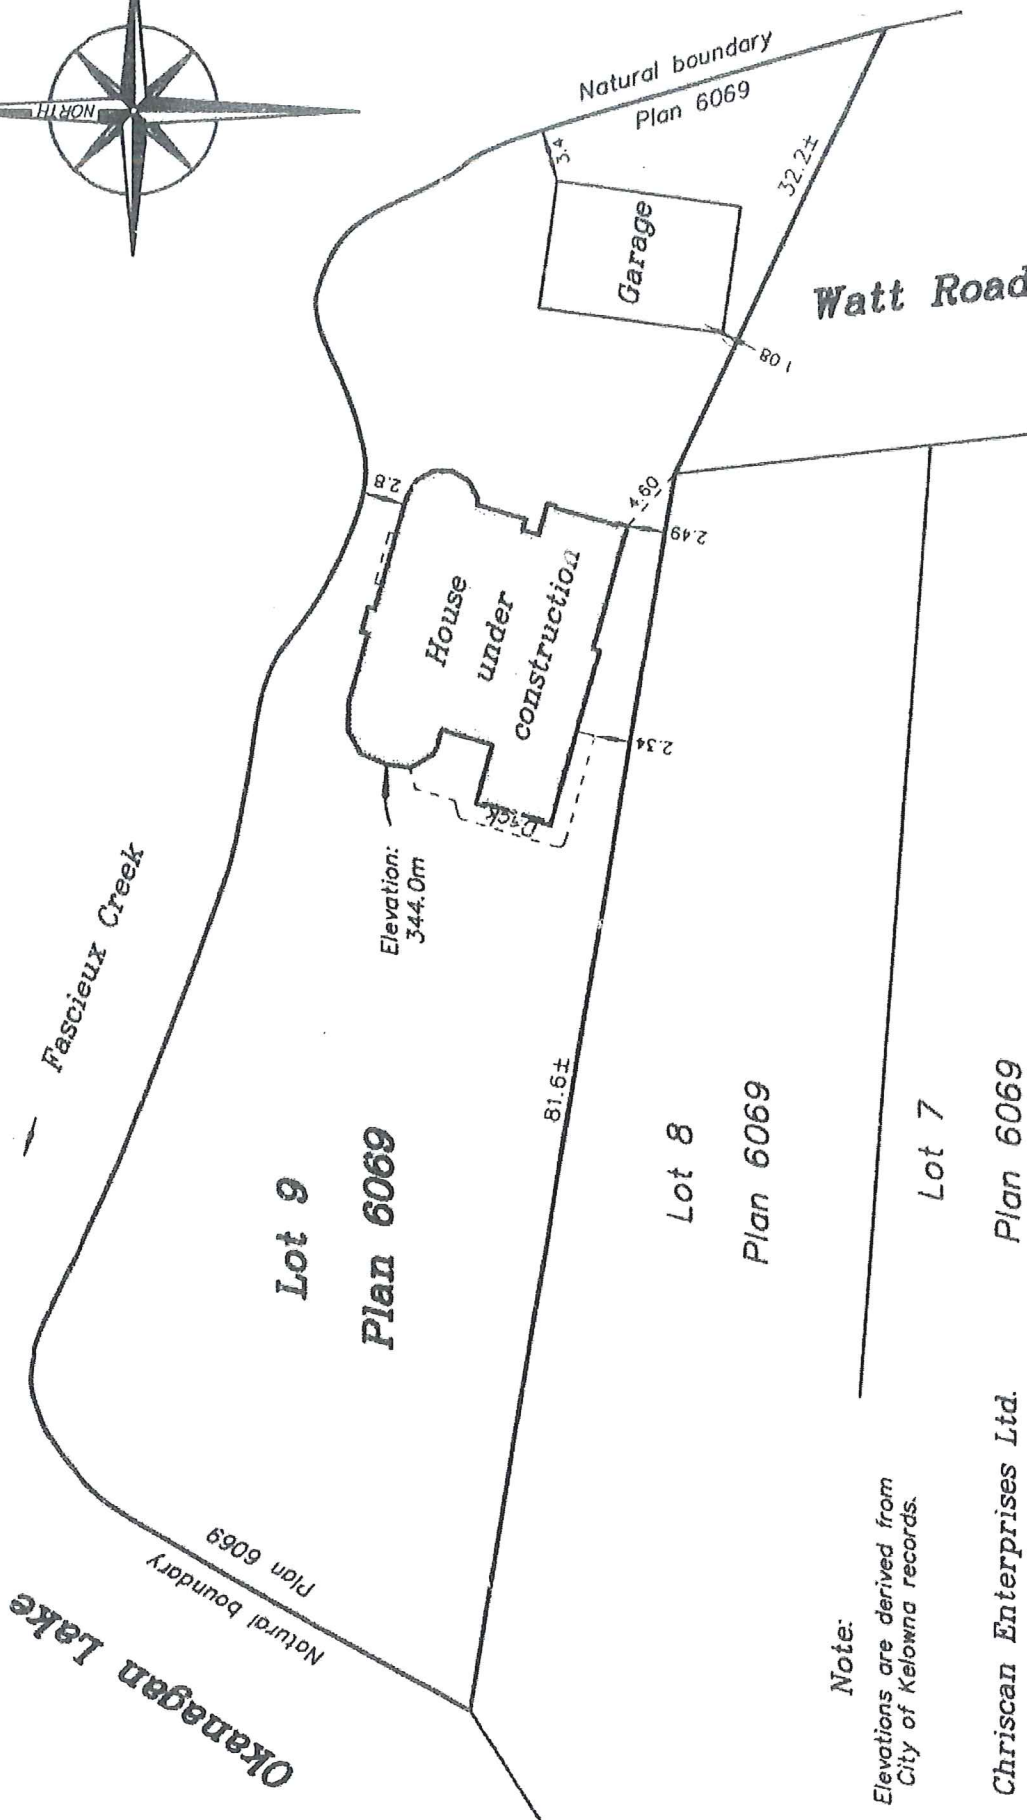 NORTH
Natural boundary
Plan 6069
3.4
32.2±
Garage
Watt Road
1.08
2.8
4.60
2.49
House
under
construction
2.34
Deck
Elevation:
344.0m
Fascieux Creek
81.6±
Lot 9
Plan 6069
Lot 8
Plan 6069
Lot 7
Plan 6069
Natural boundary
Plan 6069
Okanagan Lake
Note:
Elevations are derived from
City of Kelowna records.
Chriscan Enterprises Ltd.